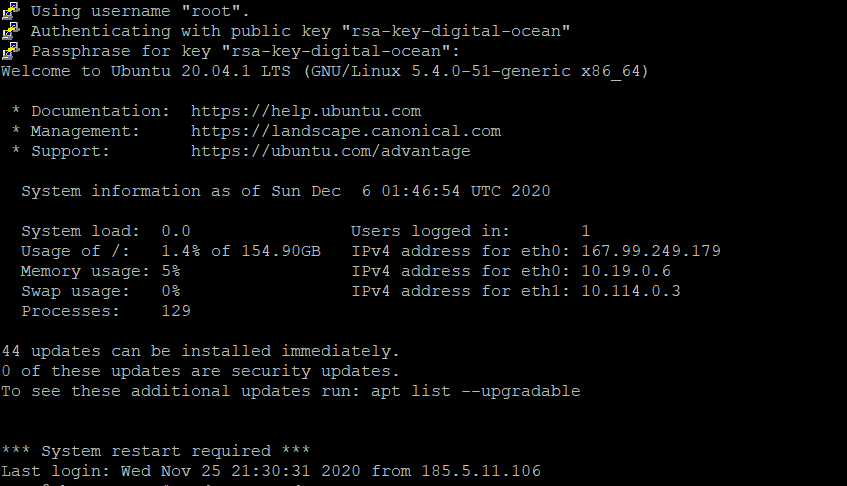 Using username "root".
Authenticating with public key "rsa-key-digital-ocean"
Passphrase for key "rsa-key-digital-ocean":
Welcome to Ubuntu 20.04.1 LTS (GNU/Linux 5.4.0-51-generic x86_64)
* Documentation:  https://help.ubuntu.com
* Management:     https://landscape.canonical.com
* Support:        https://ubuntu.com/advantage
System information as of Sun Dec  6 01:46:54 UTC 2020
System load:  0.0                Users logged in:       1
Usage of /:   1.4% of 154.90GB   IPv4 address for eth0: 167.99.249.179
Memory usage: 5%                 IPv4 address for eth0: 10.19.0.6
Swap usage:   0%                 IPv4 address for eth1: 10.114.0.3
Processes:    129
44 updates can be installed immediately.
0 of these updates are security updates.
To see these additional updates run: apt list --upgradable
*** System restart required ***
Last login: Wed Nov 25 21:30:31 2020 from 185.5.11.106